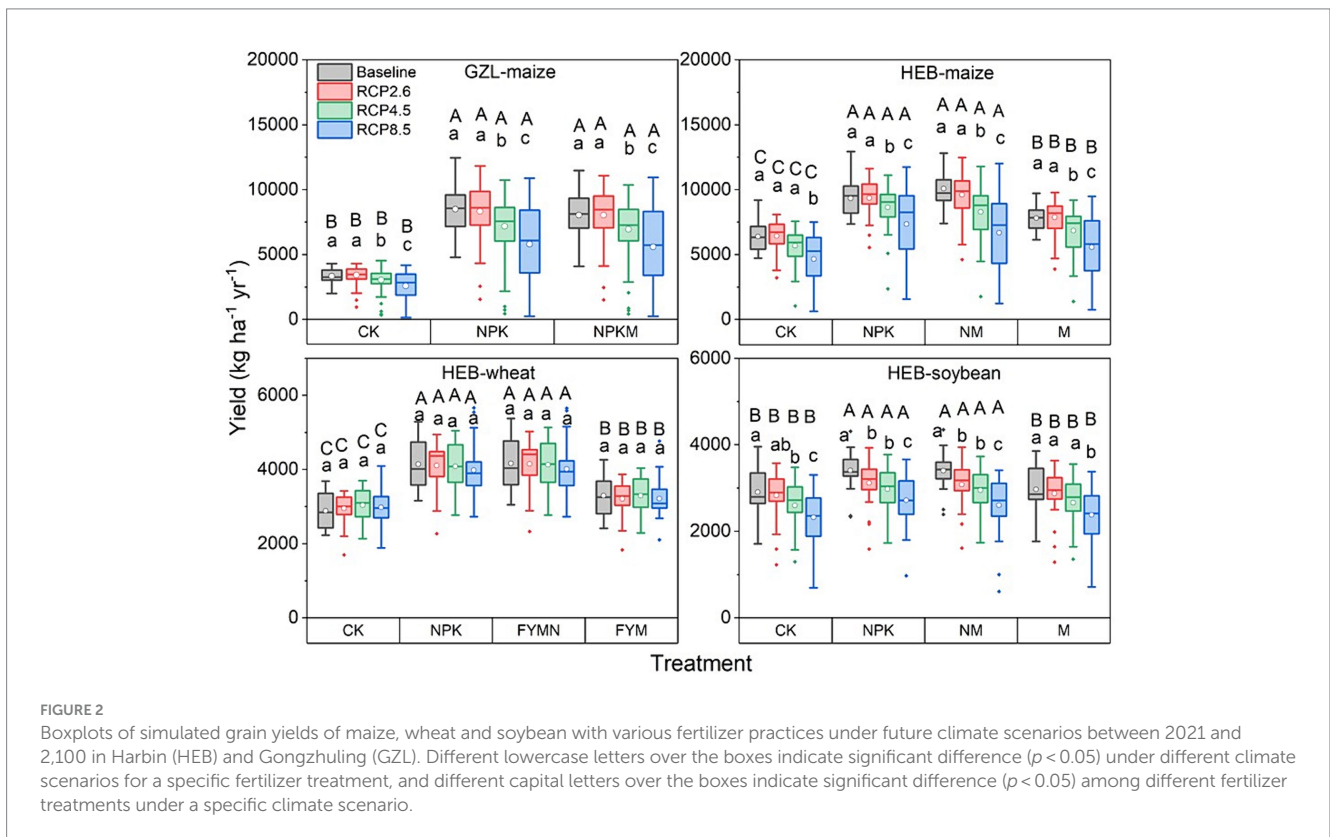 20000
15000
10000
5000
0
Baseline
RCP2.6
RCP4.5
RCP8.5
GZL-maize
B B B B
a a b c
A A A A
a a b c
A A A A
a a b c
CK NPK NPKM
20000
15000
10000
5000
0
HEB-maize
C C C C
a a a b
A A A A
a a b c
A A A A
a a b c
B B B B
a a b c
CK NPK NM M
6000
4000
2000
0
HEB-wheat
C C C C
a a a a
A A A A
a a a a
A A A A
a a a a
B B B B
a a a a
CK NPK FYMN FYM
6000
4000
2000
0
HEB-soybean
B B B B
a ab b c
A A A A
a b b c
A A A A
a b b c
B B B B
a a a b
CK NPK NM M
Yield (kg ha⁻¹ yr⁻¹)
Treatment
FIGURE 2
Boxplots of simulated grain yields of maize, wheat and soybean with various fertilizer practices under future climate scenarios between 2021 and
2,100 in Harbin (HEB) and Gongzhuling (GZL). Different lowercase letters over the boxes indicate significant difference (p < 0.05) under different climate
scenarios for a specific fertilizer treatment, and different capital letters over the boxes indicate significant difference (p < 0.05) among different fertilizer
treatments under a specific climate scenario.